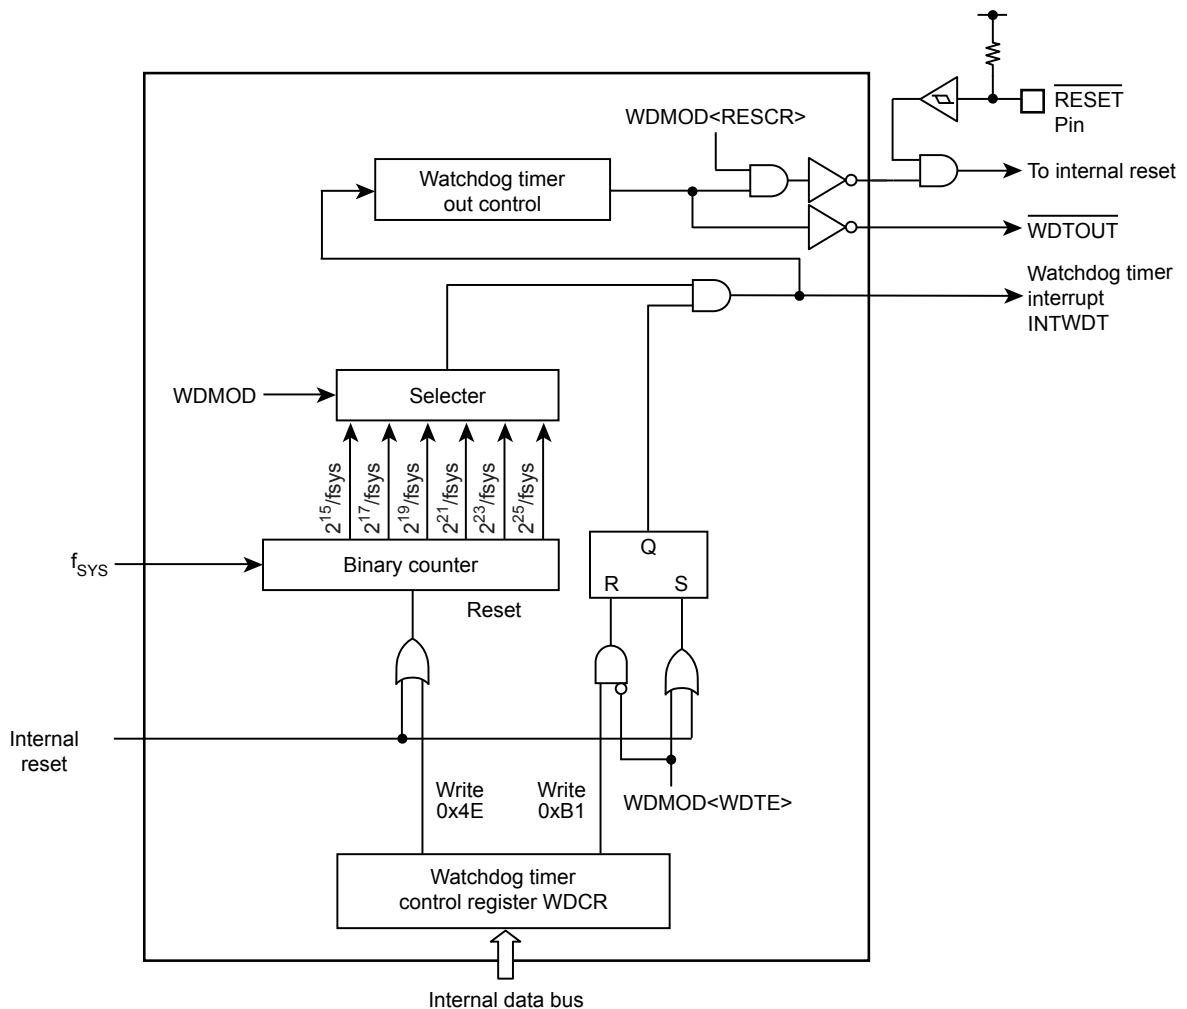 WDMOD<RESCR>
RESET
Pin
Watchdog timer
out control
To internal reset
WDTOUT
Watchdog timer
interrupt
INTWDT
WDMOD
Selecter
2^15/fsys
2^17/fsys
2^19/fsys
2^21/fsys
2^23/fsys
2^25/fsys
fSYS
Binary counter
Q
R
S
Reset
Internal
reset
Write
0x4E
Write
0xB1
WDMOD<WDTE>
Watchdog timer
control register WDCR
Internal data bus